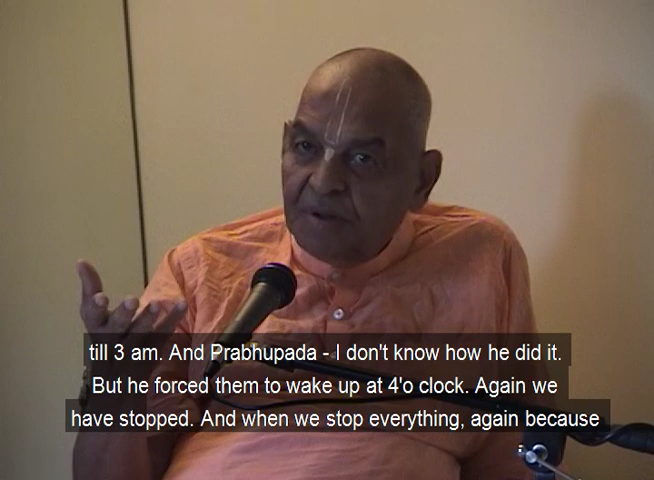 till 3 am. And Prabhupada - I don't know how he did it.
But he forced them to wake up at 4'o clock. Again we
have stopped. And when we stop everything, again because